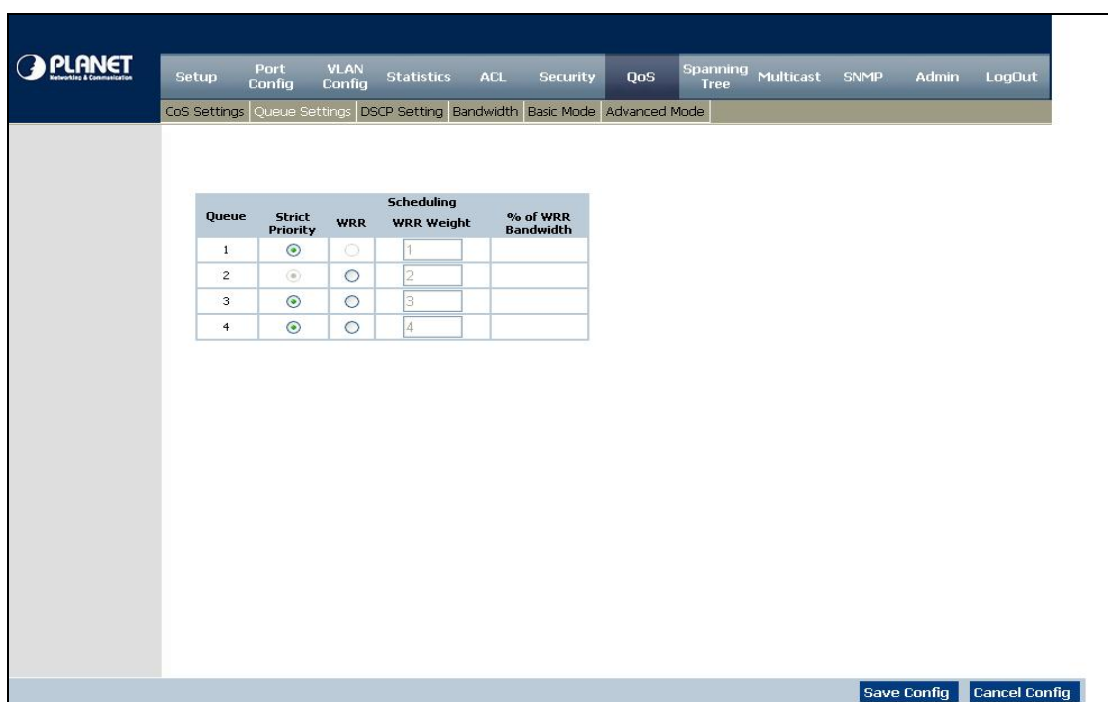 PLANET
Networking & Communication
Setup Port Config VLAN Config Statistics ACL Security QoS Spanning Tree Multicast SNMP Admin LogOut
CoS Settings Queue Settings DSCP Setting Bandwidth Basic Mode Advanced Mode
Scheduling
Queue Strict Priority WRR WRR Weight % of WRR Bandwidth
1 1
2 2
3 3
4 4
Save Config Cancel Config